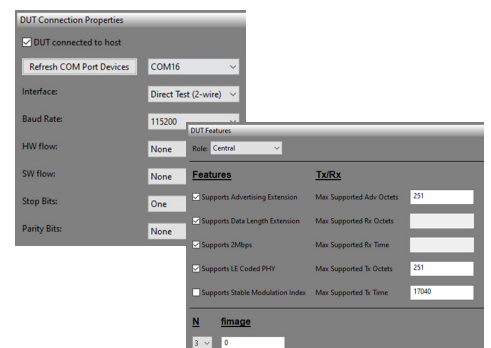 DUT Connection Properties
DUT connected to host
Refresh COM Port Devices COM16
Interface: Direct Test (2-wire)
Baud Rate: 115200
HW flow: None
SW flow: None
Stop Bits: One
Parity Bits: None
DUT Features
Role: Central
Features Tx/Rx
Supports Advertising Extension Max Supported Adv Octets 251
Supports Data Length Extension Max Supported Rx Octets
Supports 2Mbps Max Supported Rx Time
Supports LE Coded PHY Max Supported Tx Octets 251
Supports Stable Modulation Index Max Supported Tx Time 17040
N fimage
3 0